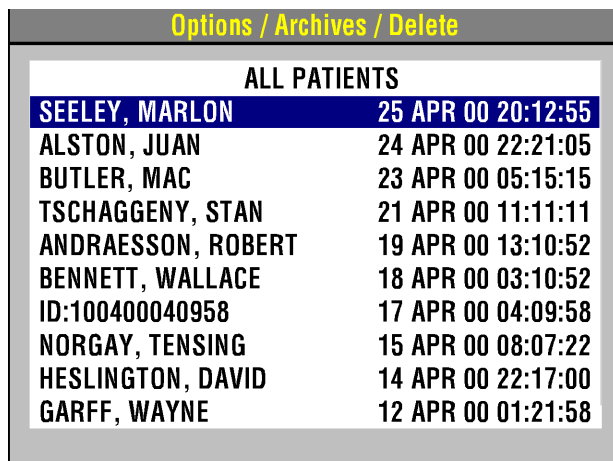 Options / Archives / Delete
ALL PATIENTS
SEELEY, MARLON 25 APR 00 20:12:55
ALSTON, JUAN 24 APR 00 22:21:05
BUTLER, MAC 23 APR 00 05:15:15
TSCHAGGENY, STAN 21 APR 00 11:11:11
ANDRAESSON, ROBERT 19 APR 00 13:10:52
BENNETT, WALLACE 18 APR 00 03:10:52
ID:100400040958 17 APR 00 04:09:58
NORGAY, TENSING 15 APR 00 08:07:22
HESLINGTON, DAVID 14 APR 00 22:17:00
GARFF, WAYNE 12 APR 00 01:21:58